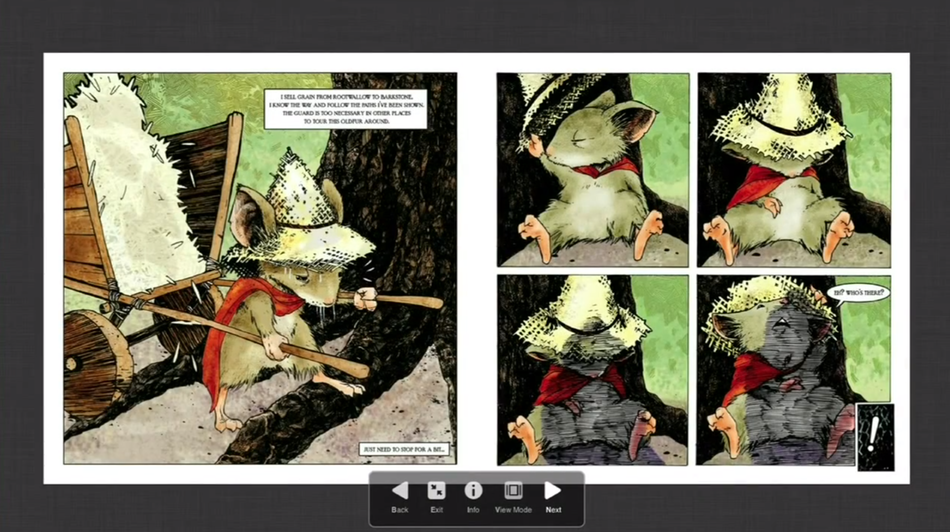 I SELL GRAIN FROM ROOTWALLOW TO BARKSTONE,
I KNOW THE WAY AND FOLLOW THE PATHS I'VE BEEN SHOWN.
THE GUARD IS TOO NECESSARY IN OTHER PLACES
TO TOUR THIS OLDFUR AROUND.
JUST NEED TO STOP FOR A BIT...
EH? WHO'S THERE?
!
Back Exit Info View Mode Next